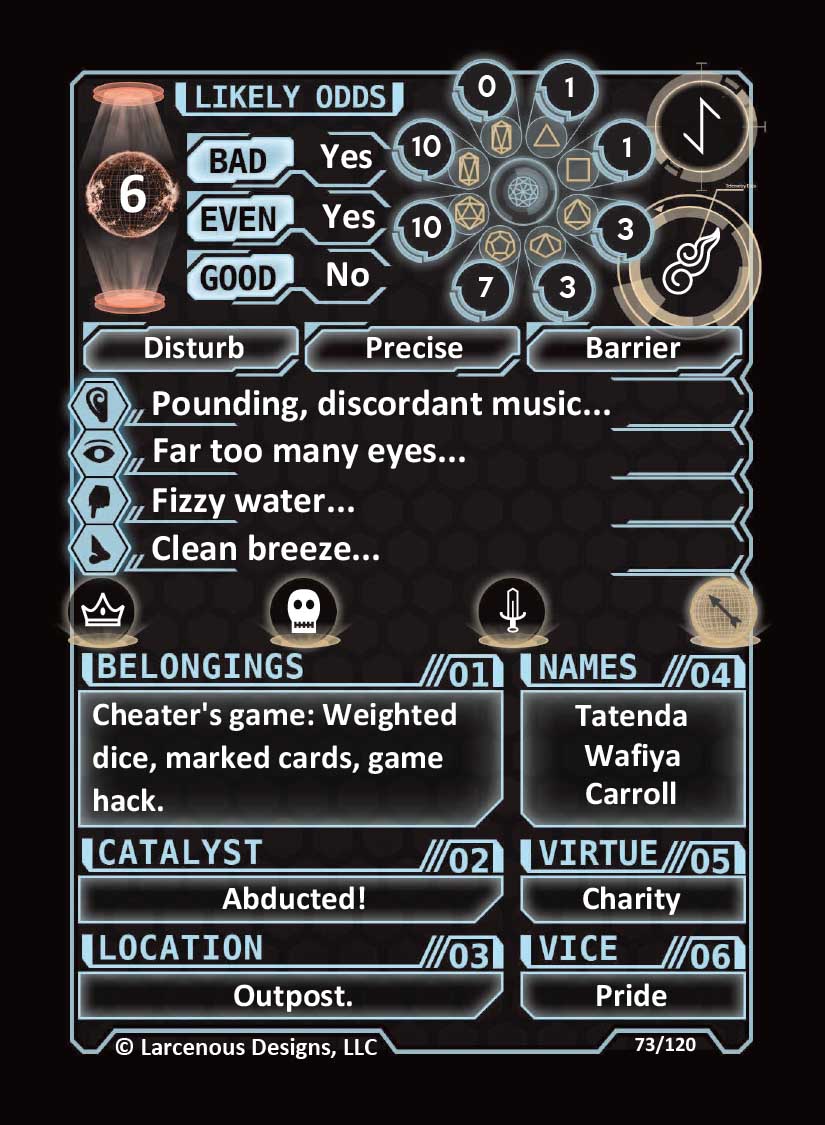 LIKELY ODDS
6
BAD Yes
EVEN Yes
GOOD No
0
1
10
1
10
3
7
3
Disturb Precise Barrier
Pounding, discordant music...
Far too many eyes...
Fizzy water...
Clean breeze...
BELONGINGS ///01
Cheater's game: Weighted
dice, marked cards, game
hack.
NAMES ///04
Tatenda
Wafiya
Carroll
CATALYST ///02
Abducted!
VIRTUE ///05
Charity
LOCATION ///03
Outpost.
VICE ///06
Pride
© Larcenous Designs, LLC
73/120